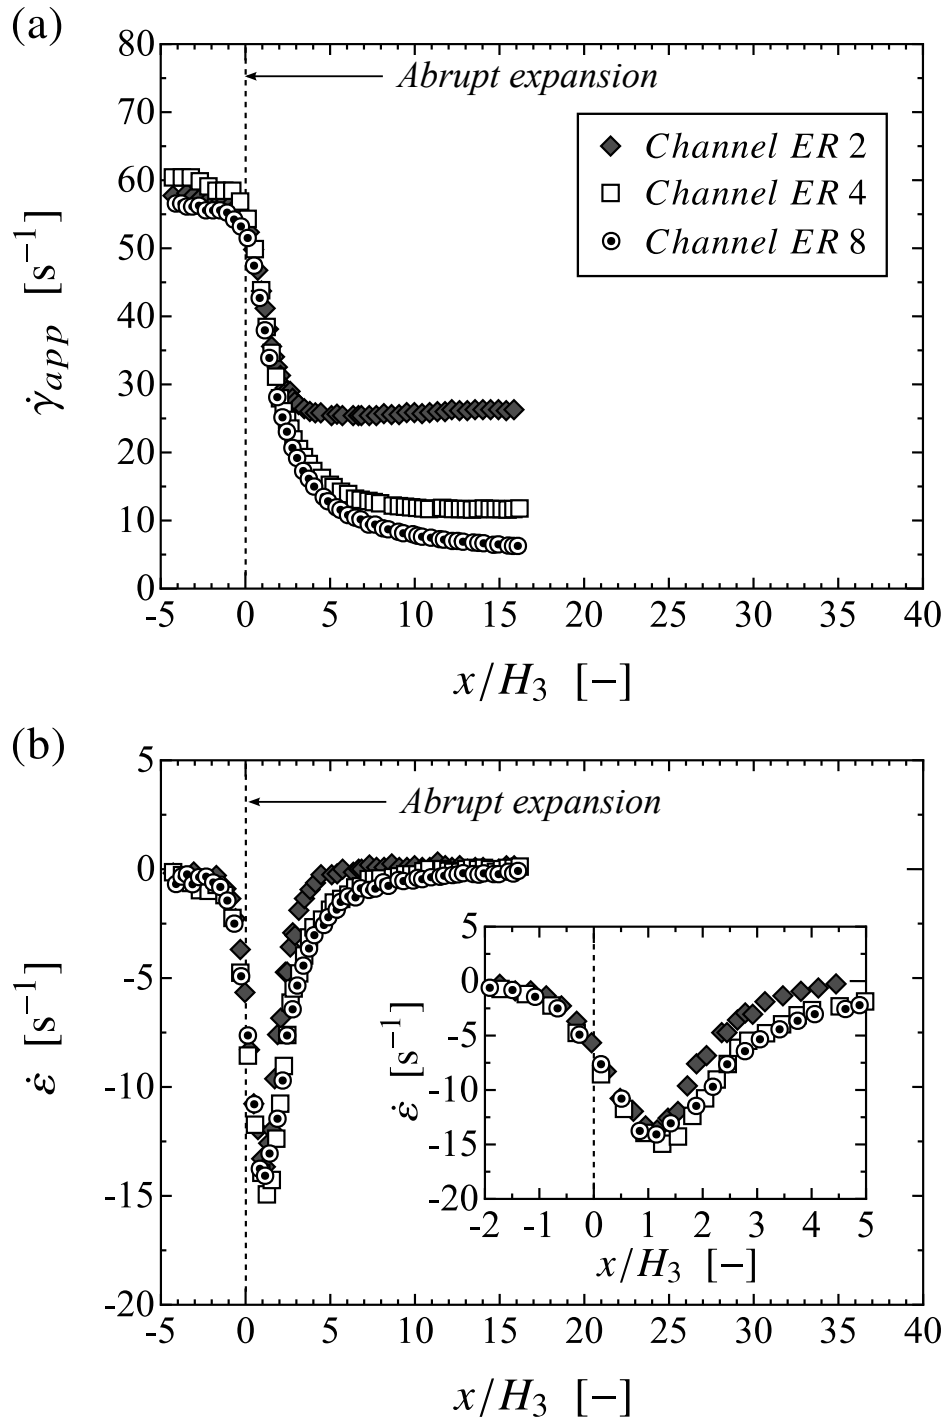 (a)
80
70
60
50
40
30
20
10
0
γ̇app [s−1]
Abrupt expansion
Channel ER 2
Channel ER 4
Channel ER 8
-5 0 5 10 15 20 25 30 35 40
x/H3 [−]
(b)
5
0
-5
-10
-15
-20
ε̇ [s−1]
Abrupt expansion
5
0
-5
-10
-15
-20
ε̇ [s−1]
-2 -1 0 1 2 3 4 5
x/H3 [−]
-5 0 5 10 15 20 25 30 35 40
x/H3 [−]